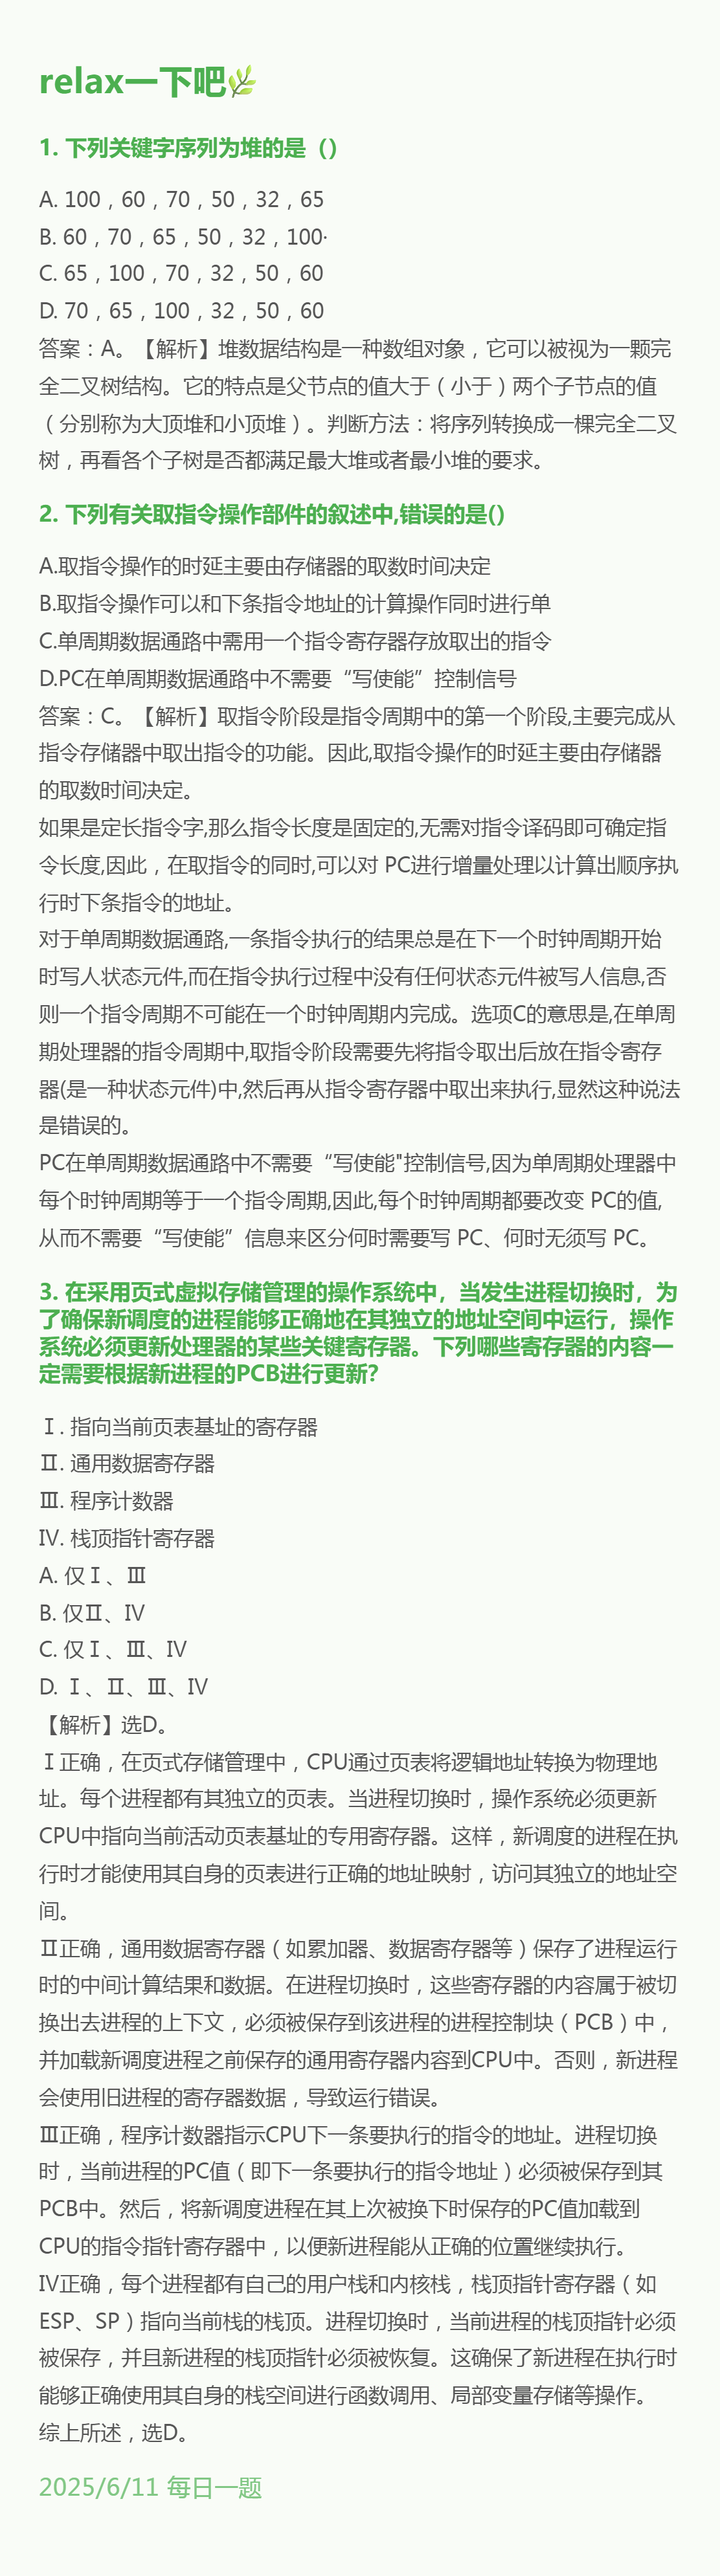 relax一下吧🌿
1. 下列关键字序列为堆的是（）
A. 100，60，70，50，32，65
B. 60，70，65，50，32，100·
C. 65，100，70，32，50，60
D. 70，65，100，32，50，60
答案：A。【解析】堆数据结构是一种数组对象，它可以被视为一颗完
全二叉树结构。它的特点是父节点的值大于（小于）两个子节点的值
（分别称为大顶堆和小顶堆）。判断方法：将序列转换成一棵完全二叉
树，再看各个子树是否都满足最大堆或者最小堆的要求。
2. 下列有关取指令操作部件的叙述中,错误的是()
A.取指令操作的时延主要由存储器的取数时间决定
B.取指令操作可以和下条指令地址的计算操作同时进行单
C.单周期数据通路中需用一个指令寄存器存放取出的指令
D.PC在单周期数据通路中不需要“写使能”控制信号
答案：C。【解析】取指令阶段是指令周期中的第一个阶段,主要完成从
指令存储器中取出指令的功能。因此,取指令操作的时延主要由存储器
的取数时间决定。
如果是定长指令字,那么指令长度是固定的,无需对指令译码即可确定指
令长度,因此，在取指令的同时,可以对 PC进行增量处理以计算出顺序执
行时下条指令的地址。
对于单周期数据通路,一条指令执行的结果总是在下一个时钟周期开始
时写人状态元件,而在指令执行过程中没有任何状态元件被写人信息,否
则一个指令周期不可能在一个时钟周期内完成。选项C的意思是,在单周
期处理器的指令周期中,取指令阶段需要先将指令取出后放在指令寄存
器(是一种状态元件)中,然后再从指令寄存器中取出来执行,显然这种说法
是错误的。
PC在单周期数据通路中不需要“写使能"控制信号,因为单周期处理器中
每个时钟周期等于一个指令周期,因此,每个时钟周期都要改变 PC的值,
从而不需要“写使能”信息来区分何时需要写 PC、何时无须写 PC。
3. 在采用页式虚拟存储管理的操作系统中，当发生进程切换时，为
了确保新调度的进程能够正确地在其独立的地址空间中运行，操作
系统必须更新处理器的某些关键寄存器。下列哪些寄存器的内容一
定需要根据新进程的PCB进行更新?
Ⅰ. 指向当前页表基址的寄存器
Ⅱ. 通用数据寄存器
Ⅲ. 程序计数器
IV. 栈顶指针寄存器
A. 仅Ⅰ、Ⅲ
B. 仅Ⅱ、IV
C. 仅Ⅰ、Ⅲ、IV
D. Ⅰ、Ⅱ、Ⅲ、IV
【解析】选D。
Ⅰ正确，在页式存储管理中，CPU通过页表将逻辑地址转换为物理地
址。每个进程都有其独立的页表。当进程切换时，操作系统必须更新
CPU中指向当前活动页表基址的专用寄存器。这样，新调度的进程在执
行时才能使用其自身的页表进行正确的地址映射，访问其独立的地址空
间。
Ⅱ正确，通用数据寄存器（如累加器、数据寄存器等）保存了进程运行
时的中间计算结果和数据。在进程切换时，这些寄存器的内容属于被切
换出去进程的上下文，必须被保存到该进程的进程控制块（PCB）中，
并加载新调度进程之前保存的通用寄存器内容到CPU中。否则，新进程
会使用旧进程的寄存器数据，导致运行错误。
Ⅲ正确，程序计数器指示CPU下一条要执行的指令的地址。进程切换
时，当前进程的PC值（即下一条要执行的指令地址）必须被保存到其
PCB中。然后，将新调度进程在其上次被换下时保存的PC值加载到
CPU的指令指针寄存器中，以便新进程能从正确的位置继续执行。
IV正确，每个进程都有自己的用户栈和内核栈，栈顶指针寄存器（如
ESP、SP）指向当前栈的栈顶。进程切换时，当前进程的栈顶指针必须
被保存，并且新进程的栈顶指针必须被恢复。这确保了新进程在执行时
能够正确使用其自身的栈空间进行函数调用、局部变量存储等操作。
综上所述，选D。
2025/6/11 每日一题